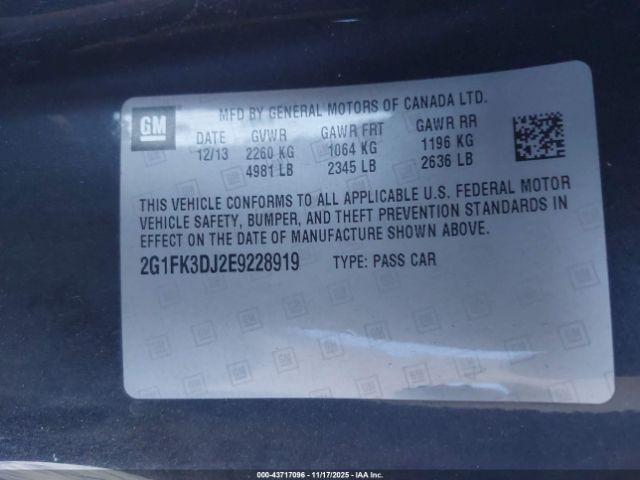 GM
MFD BY GENERAL MOTORS OF CANADA LTD.
DATE GVWR GAWR FRT GAWR RR
12/13 2260 KG 1064 KG 1196 KG
4981 LB 2345 LB 2636 LB
THIS VEHICLE CONFORMS TO ALL APPLICABLE U.S. FEDERAL MOTOR
VEHICLE SAFETY, BUMPER, AND THEFT PREVENTION STANDARDS IN
EFFECT ON THE DATE OF MANUFACTURE SHOWN ABOVE.
2G1FK3DJ2E9228919 TYPE: PASS CAR
00-43717096 - 11/17/2025 - IAA Inc.